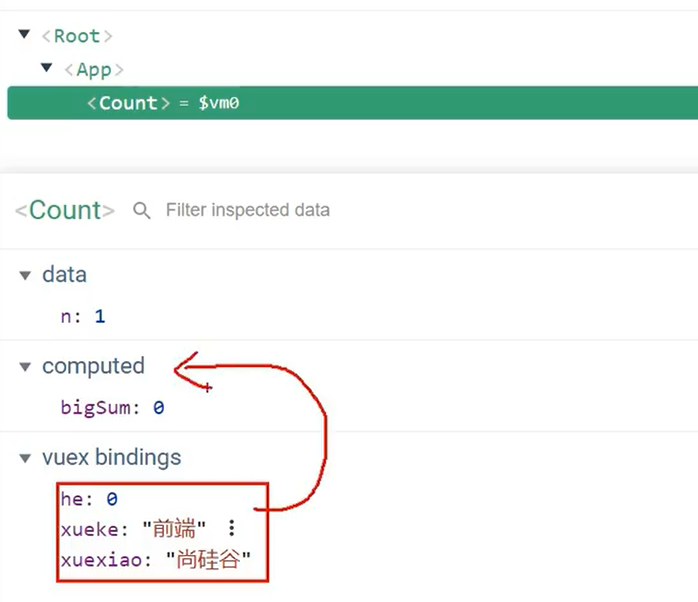 <Root>
<App>
<Count> = $vm0
<Count> Filter inspected data
data
n: 1
computed
bigSum: 0
vuex bindings
he: 0
xueke: "前端"
xuexiao: "尚硅谷"